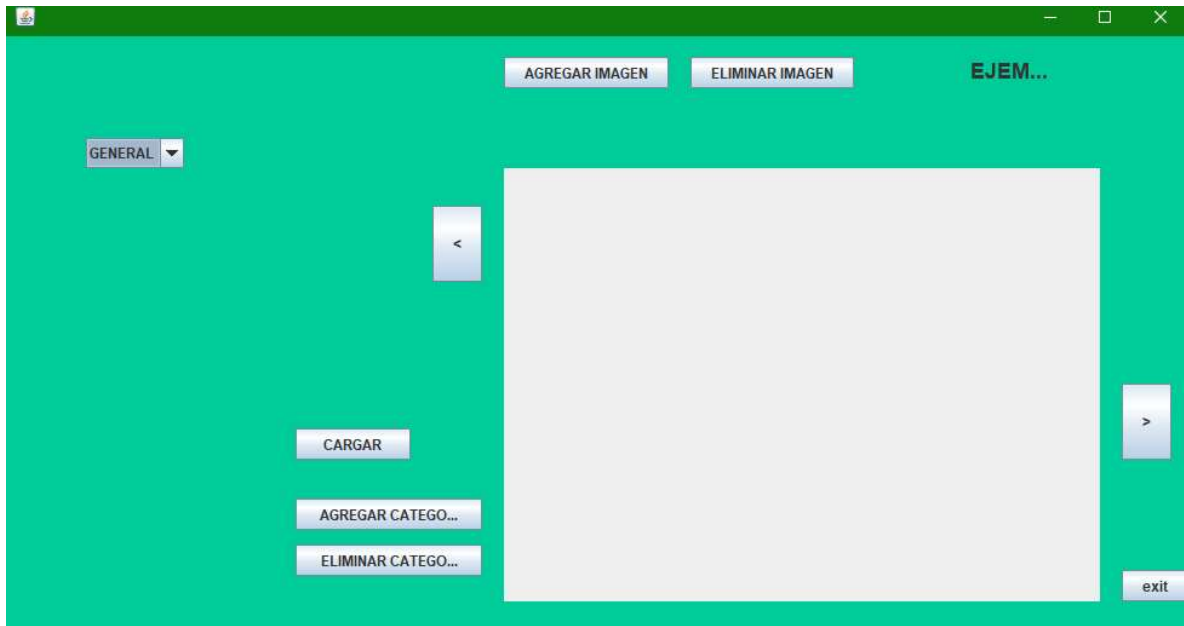 AGREGAR IMAGEN
ELIMINAR IMAGEN
EJEM...
GENERAL
<
>
CARGAR
AGREGAR CATEGO...
ELIMINAR CATEGO...
exit